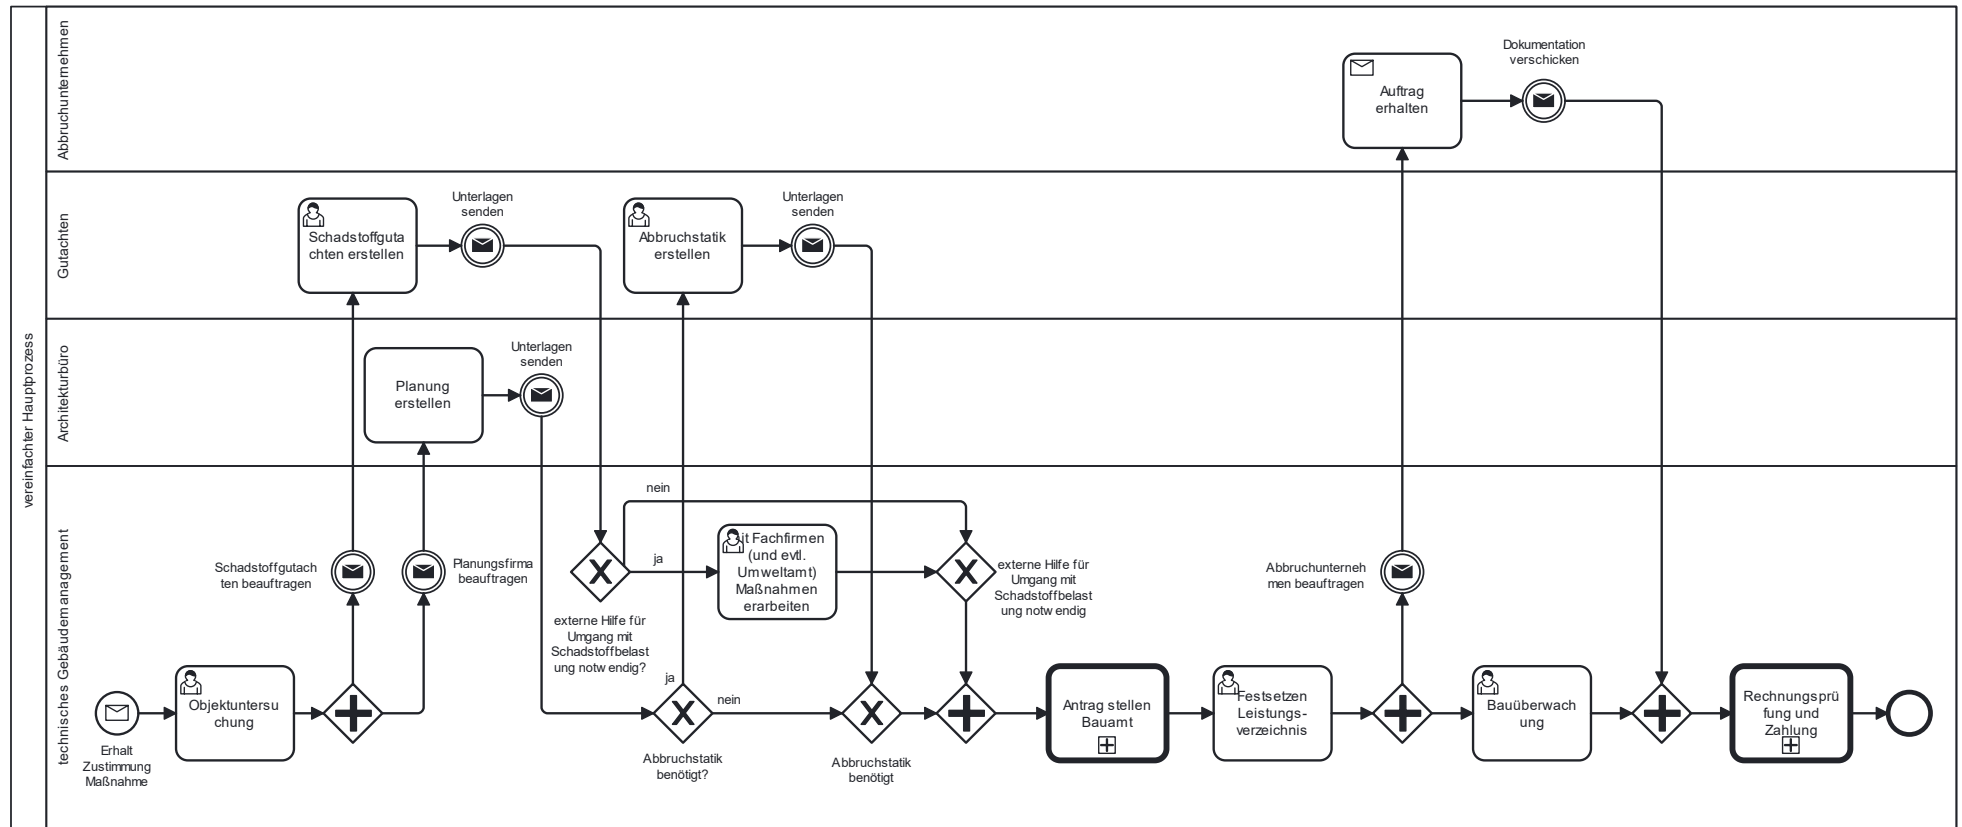 vereinfachter Hauptprozess
Abbruchunternehmen
Auftrag
erhalten
Dokumentation
verschicken
Gutachten
Schadstoffguta
chten erstellen
Unterlagen
senden
Abbruchstatik
erstellen
Unterlagen
senden
Architekturbüro
Planung
erstellen
Unterlagen
senden
technisches Gebäudemanagement
Erhalt
Zustimmung
Maßnahme
Objektuntersu
chung
Schadstoffgutach
ten beauftragen
Planungsfirma
beauftragen
nein
ja
externe Hilfe für
Umgang mit
Schadstoffbelast
ung notwendig?
it Fachfirmen
(und evtl.
Umweltamt)
Maßnahmen
erarbeiten
externe Hilfe für
Umgang mit
Schadstoffbelast
ung notwendig
ja
nein
Abbruchstatik
benötigt?
Abbruchstatik
benötigt
Antrag stellen
Bauamt
Festsetzen
Leistungs-
verzeichnis
Abbruchunterneh
men beauftragen
Bauüberwach
ung
Rechnungsprü
fung und
Zahlung